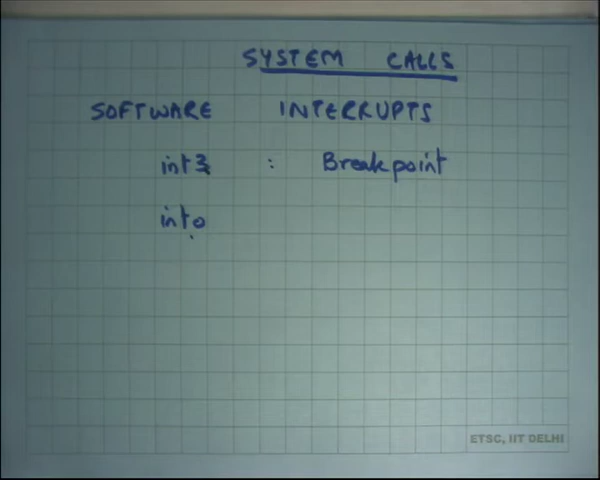 SYSTEM CALLS
SOFTWARE INTERRUPTS
int3 : Breakpoint
into
ETSC, IIT DELHI